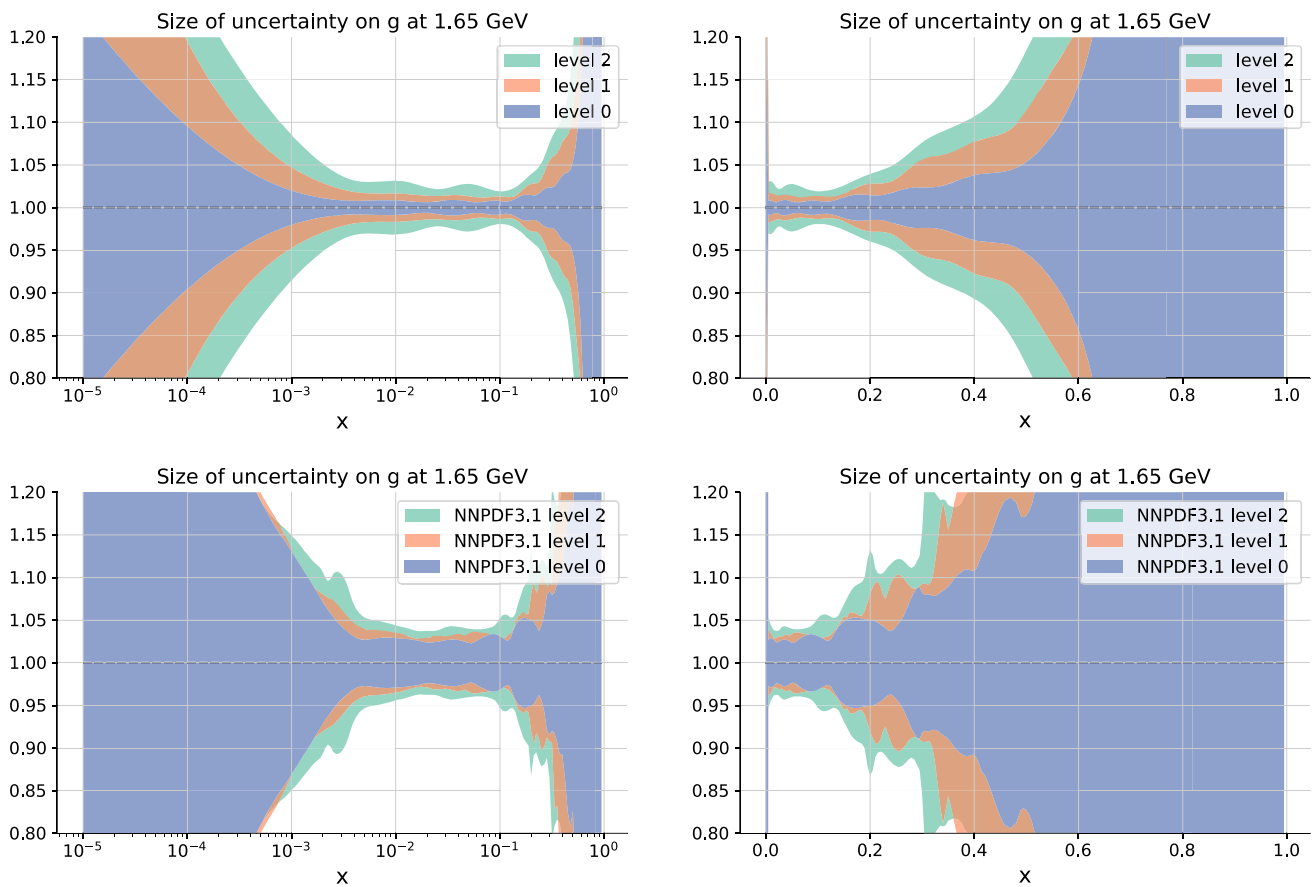 Size of uncertainty on g at 1.65 GeV
1.20
1.15
1.10
1.05
1.00
0.95
0.90
0.85
0.80
level 2
level 1
level 0
10⁻⁵ 10⁻⁴ 10⁻³ 10⁻² 10⁻¹ 10⁰
x
Size of uncertainty on g at 1.65 GeV
1.20
1.15
1.10
1.05
1.00
0.95
0.90
0.85
0.80
level 2
level 1
level 0
0.0 0.2 0.4 0.6 0.8 1.0
x
Size of uncertainty on g at 1.65 GeV
1.20
1.15
1.10
1.05
1.00
0.95
0.90
0.85
0.80
NNPDF3.1 level 2
NNPDF3.1 level 1
NNPDF3.1 level 0
10⁻⁵ 10⁻⁴ 10⁻³ 10⁻² 10⁻¹ 10⁰
x
Size of uncertainty on g at 1.65 GeV
1.20
1.15
1.10
1.05
1.00
0.95
0.90
0.85
0.80
NNPDF3.1 level 2
NNPDF3.1 level 1
NNPDF3.1 level 0
0.0 0.2 0.4 0.6 0.8 1.0
x